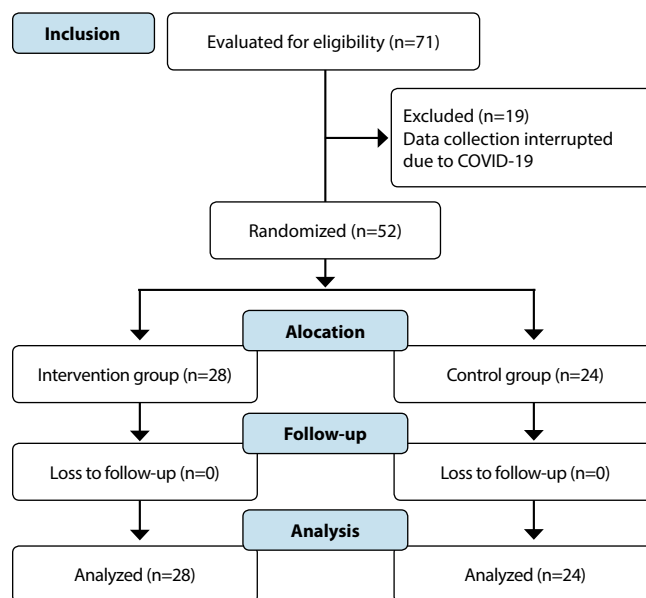 Inclusion
Evaluated for eligibility (n=71)
Excluded (n=19)
Data collection interrupted
due to COVID-19
Randomized (n=52)
Alocation
Intervention group (n=28)
Control group (n=24)
Follow-up
Loss to follow-up (n=0)
Loss to follow-up (n=0)
Analysis
Analyzed (n=28)
Analyzed (n=24)